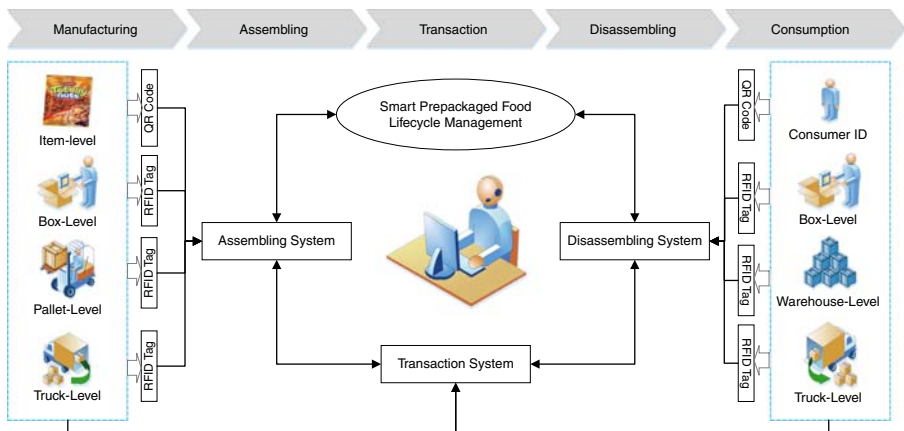 Manufacturing
Assembling
Transaction
Disassembling
Consumption
Item-level
QR Code
Box-Level
RFID Tag
Pallet-Level
RFID Tag
Truck-Level
RFID Tag
Smart Prepackaged Food
Lifecycle Management
Assembling System
Disassembling System
Transaction System
QR Code
Consumer ID
RFID Tag
Box-Level
RFID Tag
Warehouse-Level
RFID Tag
Truck-Level